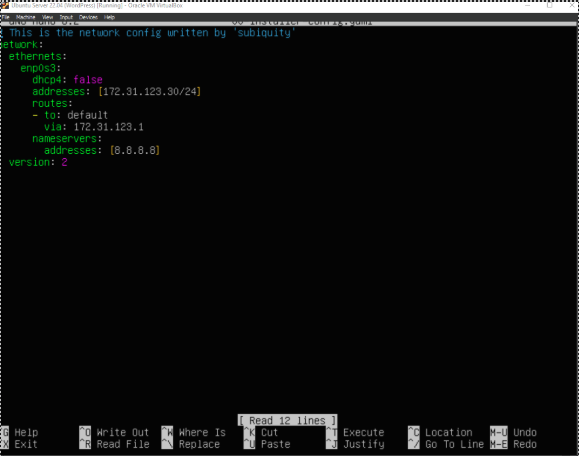 Ubuntu Server 22.04 (WordPress) [Running] - Oracle VM VirtualBox
File Machine View Input Devices Help
GNU nano 6.2 00-installer-config.yaml
This is the network config written by 'subiquity'
etwork:
ethernets:
enp0s3:
dhcp4: false
addresses: [172.31.123.30/24]
routes:
- to: default
via: 172.31.123.1
nameservers:
addresses: [8.8.8.8]
version: 2
[ Read 12 lines ]
^G Help ^O Write Out ^W Where Is ^K Cut ^T Execute ^C Location M-U Undo
^X Exit ^R Read File ^\ Replace ^U Paste ^J Justify ^/ Go To Line M-E Redo